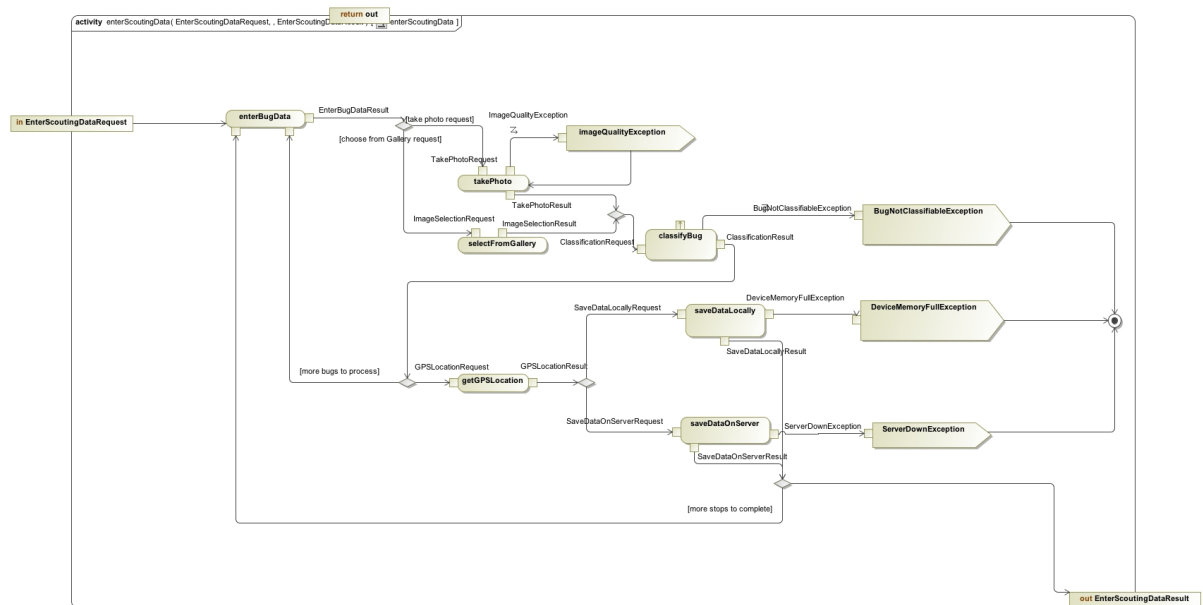 return out
activity enterScoutingData( EnterScoutingDataRequest, , EnterScoutingDataResult ) [ enterScoutingData ]
in EnterScoutingDataRequest
enterBugData
EnterBugDataResult
[take photo request]
[choose from Gallery request]
ImageQualityException
imageQualityException
TakePhotoRequest
takePhoto
TakePhotoResult
ImageSelectionRequest
ImageSelectionResult
selectFromGallery
ClassificationRequest
classifyBug
BugNotClassifiableException
BugNotClassifiableException
ClassificationResult
SaveDataLocallyRequest
saveDataLocally
DeviceMemoryFullException
DeviceMemoryFullException
SaveDataLocallyResult
[more bugs to process]
GPSLocationRequest
getGPSLocation
GPSLocationResult
SaveDataOnServerRequest
saveDataOnServer
ServerDownException
ServerDownException
SaveDataOnServerResult
[more stops to complete]
out EnterScoutingDataResult